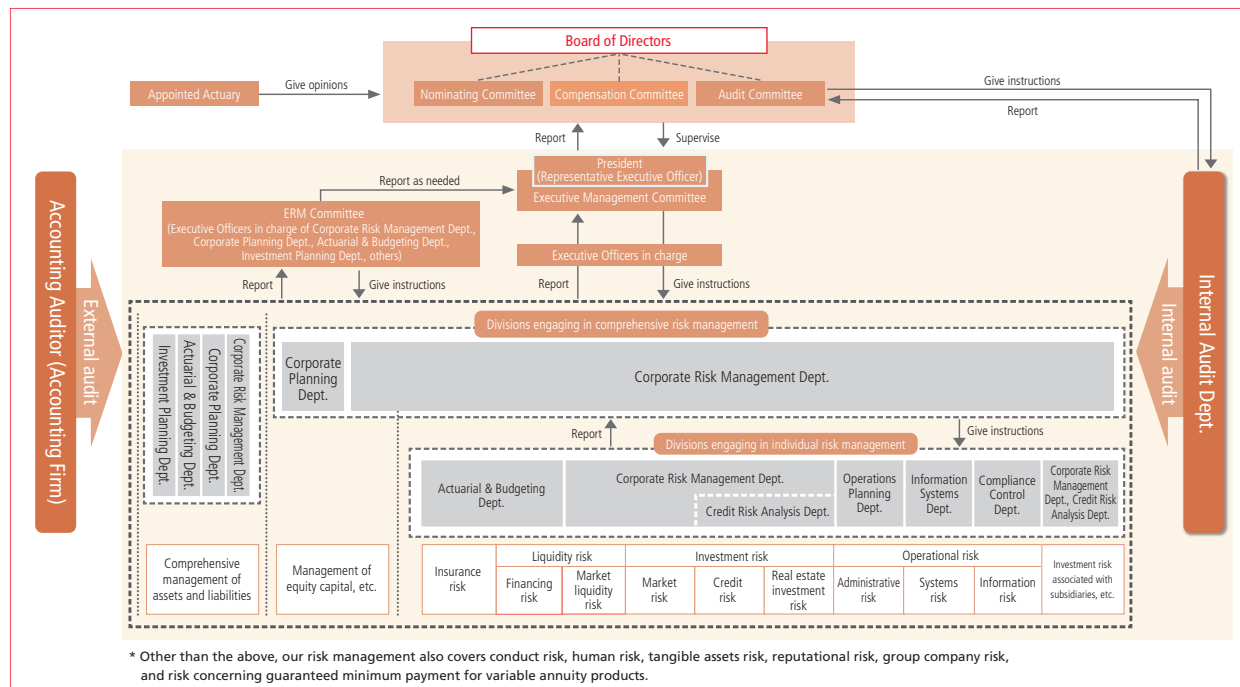 Board of Directors
Appointed Actuary
Give opinions
Nominating Committee
Compensation Committee
Audit Committee
Give instructions
Report
Report
Supervise
President
(Representative Executive Officer)
Executive Management Committee
Report as needed
ERM Committee
(Executive Officers in charge of Corporate Risk Management Dept.,
Corporate Planning Dept., Actuarial & Budgeting Dept.,
Investment Planning Dept., others)
Executive Officers in charge
Report
Give instructions
Report
Give instructions
Accounting Auditor (Accounting Firm)
External audit
Internal audit
Internal Audit Dept.
Divisions engaging in comprehensive risk management
Investment Planning Dept.
Actuarial & Budgeting Dept.
Corporate Planning Dept.
Corporate Risk Management Dept.
Corporate
Planning
Dept.
Corporate Risk Management Dept.
Report
Give instructions
Divisions engaging in individual risk management
Actuarial & Budgeting
Dept.
Corporate Risk Management Dept.
Credit Risk Analysis Dept.
Operations
Planning
Dept.
Information
Systems
Dept.
Compliance
Control
Dept.
Corporate Risk
Management
Dept., Credit Risk
Analysis Dept.
Comprehensive
management of
assets and liabilities
Management of
equity capital, etc.
Insurance
risk
Liquidity risk
Financing
risk
Market
liquidity
risk
Investment risk
Market
risk
Credit
risk
Real estate
investment
risk
Operational risk
Administrative
risk
Systems
risk
Information
risk
Investment risk
associated with
subsidiaries, etc.
* Other than the above, our risk management also covers conduct risk, human risk, tangible assets risk, reputational risk, group company risk,
and risk concerning guaranteed minimum payment for variable annuity products.